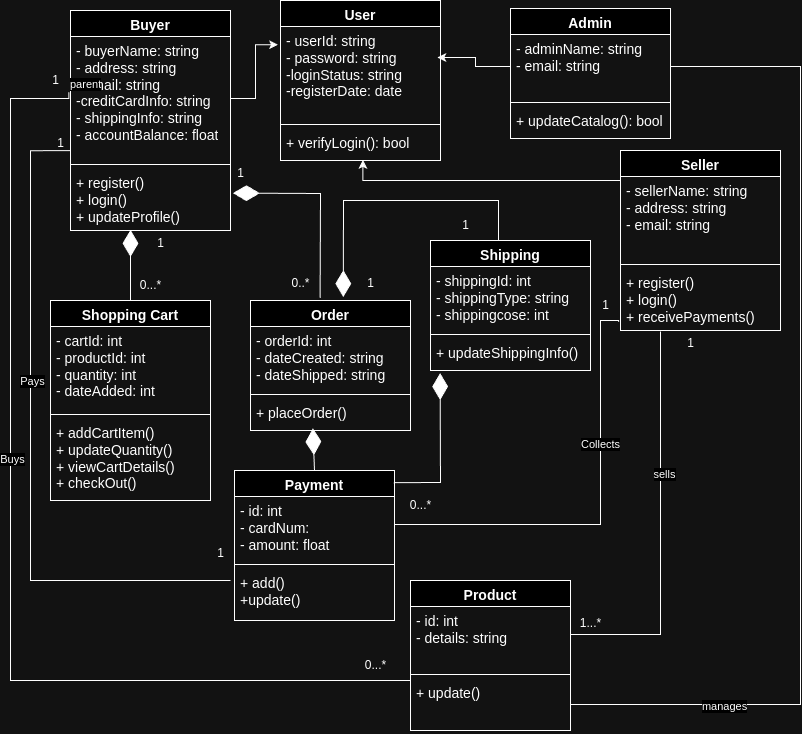 Buyer
- buyerName: string
- address: string
parent
mail: string
-creditCardInfo: string
- shippingInfo: string
- accountBalance: float
+ register()
+ login()
+ updateProfile()
User
- userId: string
- password: string
-loginStatus: string
-registerDate: date
+ verifyLogin(): bool
Admin
- adminName: string
- email: string
+ updateCatalog(): bool
Seller
- sellerName: string
- address: string
- email: string
+ register()
+ login()
+ receivePayments()
1
1
1
1
0...*
0..*
1
1
1
1
Shopping Cart
- cartId: int
- productId: int
- quantity: int
- dateAdded: int
+ addCartItem()
+ updateQuantity()
+ viewCartDetails()
+ checkOut()
Order
- orderId: int
- dateCreated: string
- dateShipped: string
+ placeOrder()
Shipping
- shippingId: int
- shippingType: string
- shippingcose: int
+ updateShippingInfo()
Pays
Buys
Collects
sells
Payment
- id: int
- cardNum:
- amount: float
+ add()
+update()
0...*
1
Product
- id: int
- details: string
+ update()
1...*
0...*
manages